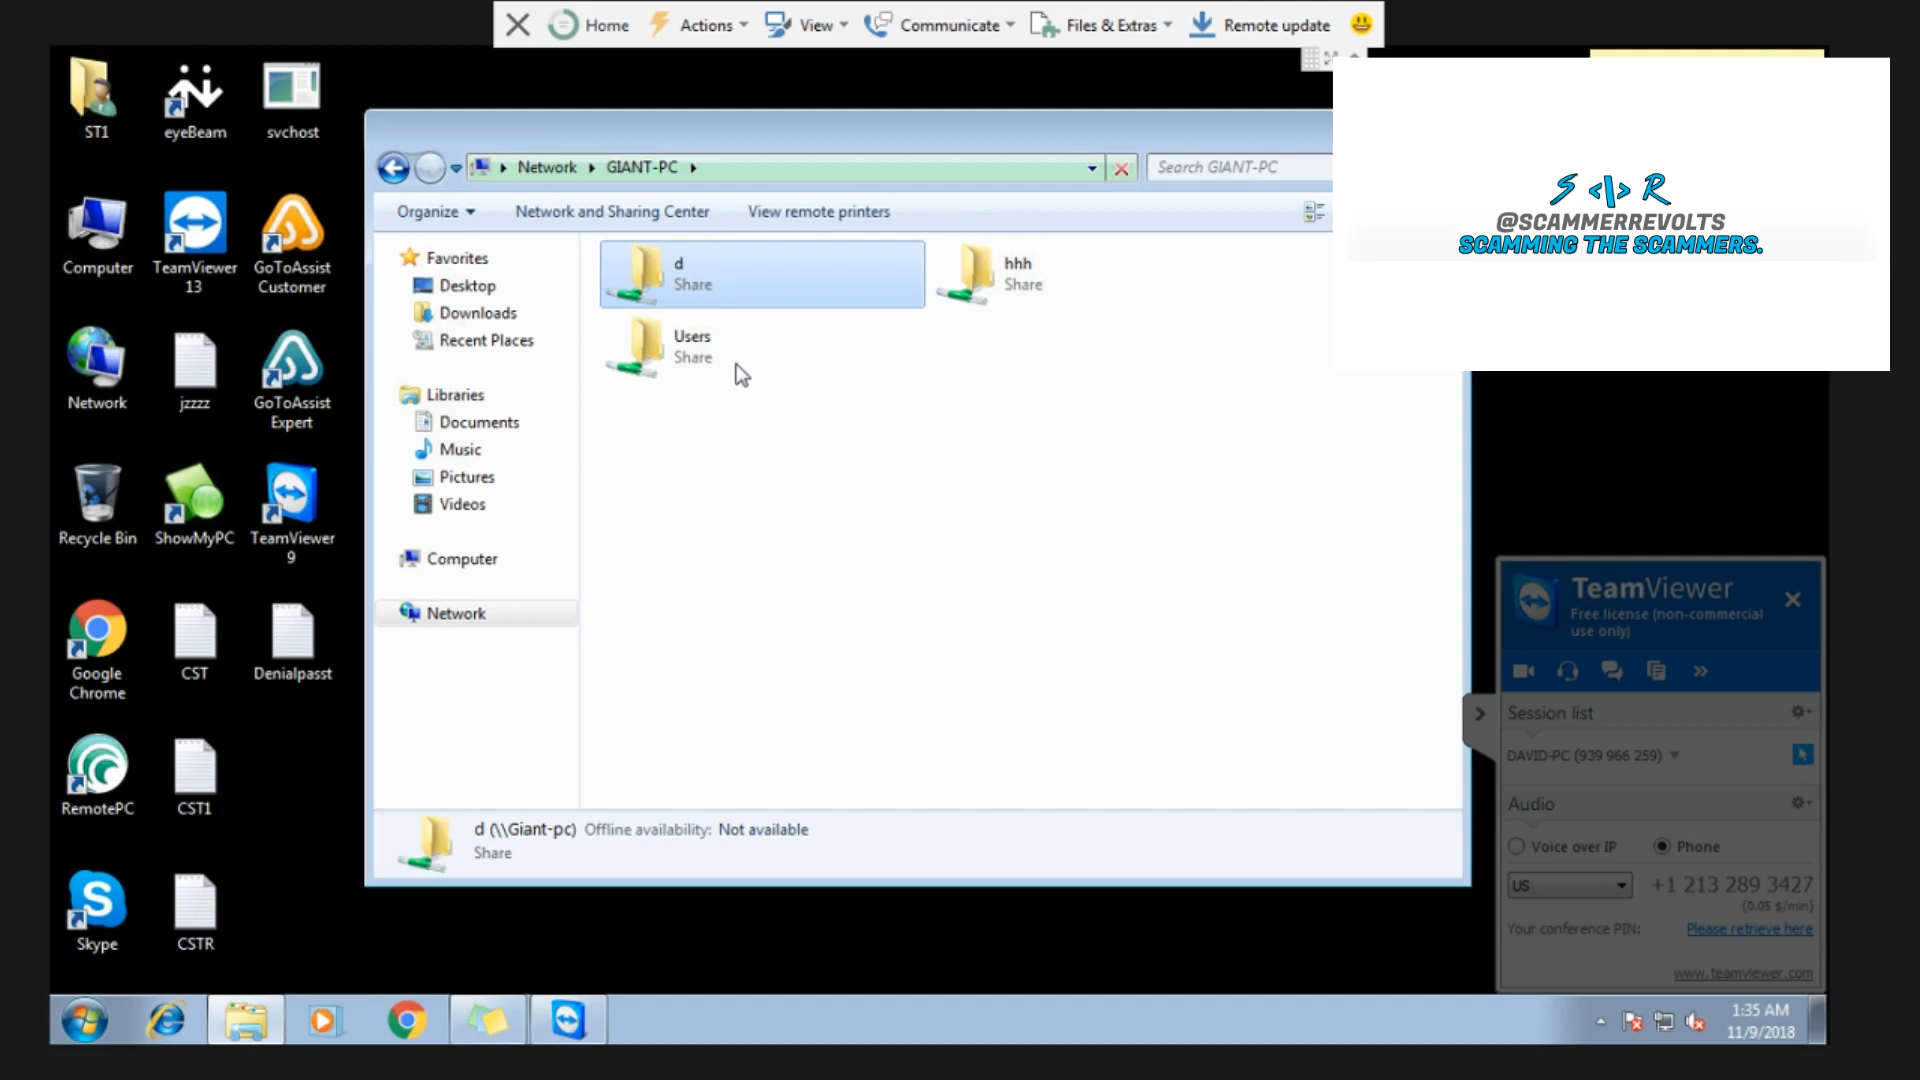 Home
Actions
View
Communicate
Files & Extras
Remote update
ST1
eyeBeam
svchost
Computer
TeamViewer
13
GoToAssist
Customer
Network
jzzzz
GoToAssist
Expert
Recycle Bin
ShowMyPC
TeamViewer
9
Google
Chrome
CST
Denialpasst
RemotePC
CST1
Skype
CSTR
Network
GIANT-PC
Search GIANT-PC
Organize
Network and Sharing Center
View remote printers
Favorites
Desktop
Downloads
Recent Places
Libraries
Documents
Music
Pictures
Videos
Computer
Network
d
Share
hhh
Share
Users
Share
d (\\Giant-pc) Offline availability: Not available
Share
S <|> R
@SCAMMERREVOLTS
SCAMMING THE SCAMMERS.
TeamViewer
Free license (non-commercial
use only)
Session list
DAVID-PC (939 966 259)
Audio
Voice over IP
Phone
US
+1 213 289 3427
(0.05 $/min)
Your conference PIN:
Please retrieve here
www.teamviewer.com
1:35 AM
11/9/2018